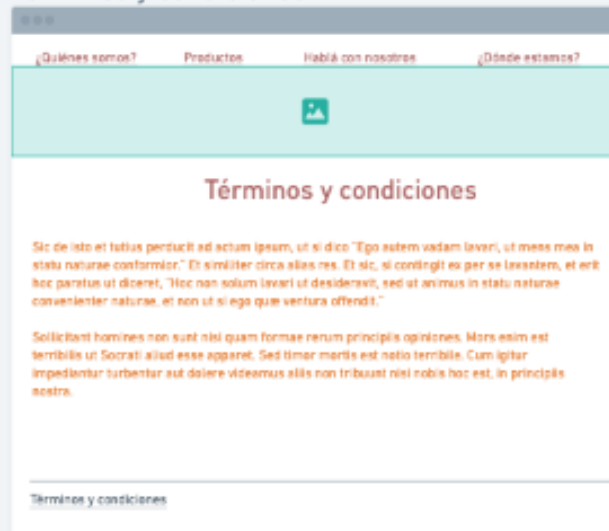 ¿Quiénes somos? Productos Hablá con nosotros ¿Dónde estamos?
Términos y condiciones
Sic de isto et tutius perducit ad actum ipsum, ut si dico "Ego autem vadam lavari, ut mens mea in
statu naturae conformior." Et similiter circa alias res. Et sic, si contingit ex per se lavantem, et erit
hoc paratus ut diceret, "Hoc non solum lavari ut desideravit, sed ut animus in statu naturae
convenienter naturae, et non ut si ego quae ventura offendit."
Sollicitant homines non sunt nisi quam formae rerum principiis opiniones. Mors enim est
terribilis ut Socrati aliud esse apparet. Sed timor mortis est notio terribile. Cum igitur
impediantur turbentur aut dolere videamus aliis non tribuunt nisi nobis hoc est, in principiis
nostra.
Términos y condiciones